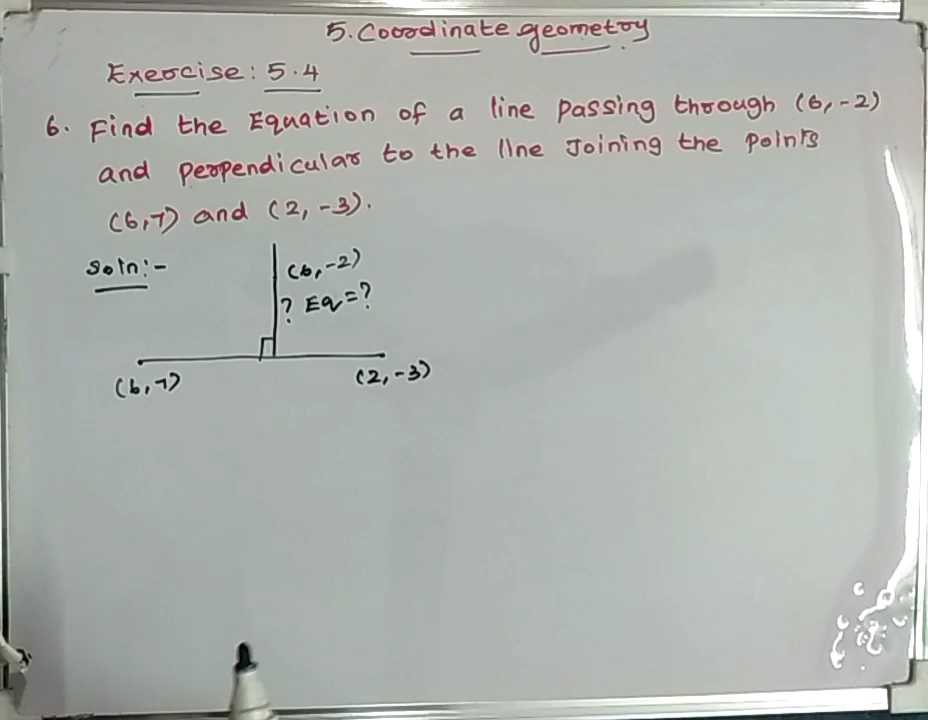 5. Coordinate geometry
Exercise: 5.4
6. Find the Equation of a line passing through (6, -2)
and perpendicular to the line Joining the points
(6,7) and (2, -3).
Soln:-
(6, -2)
? Eq = ?
(6, 7)
(2, -3)